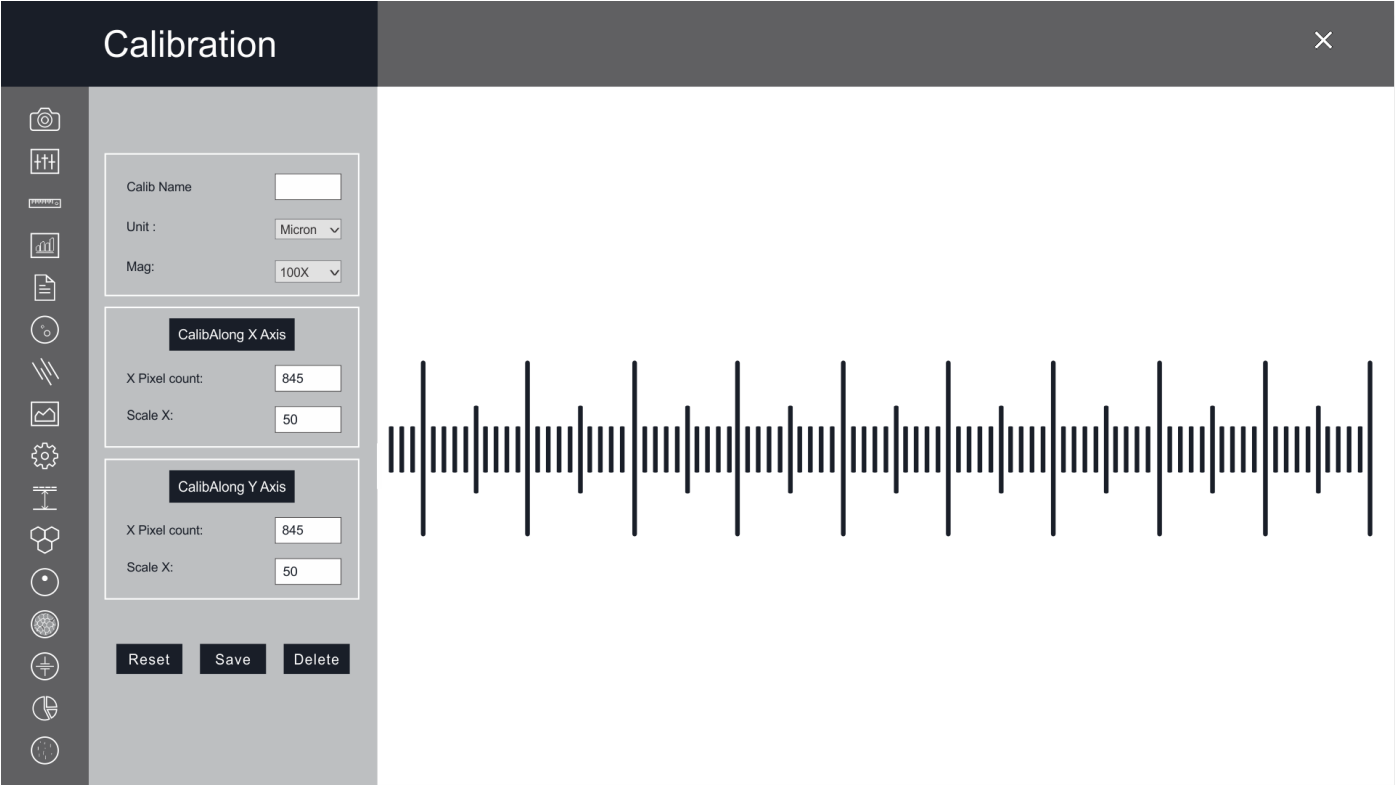 Calibration
Calib Name
Unit : Micron
Mag: 100X
CalibAlong X Axis
X Pixel count: 845
Scale X: 50
CalibAlong Y Axis
X Pixel count: 845
Scale X: 50
Reset Save Delete